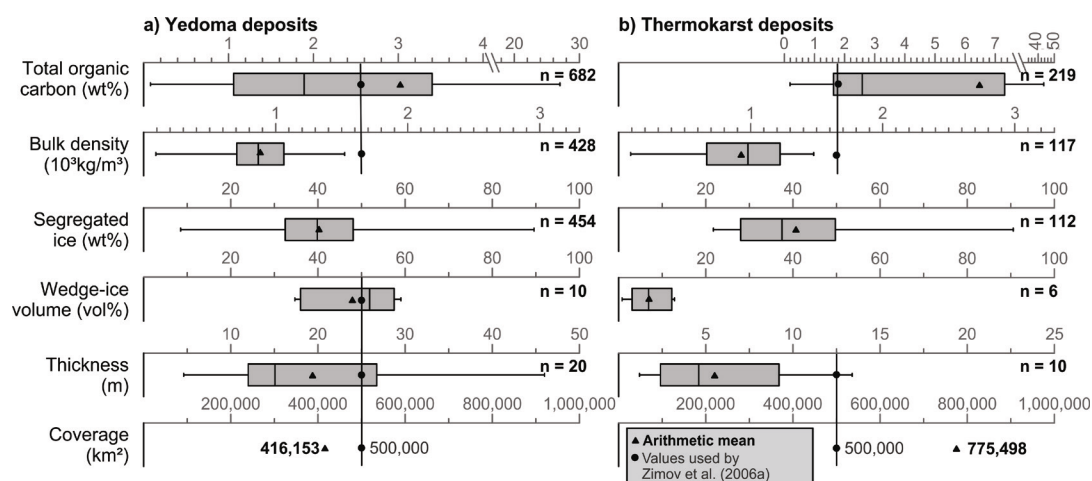 a) Yedoma deposits
b) Thermokarst deposits
1 2 3 4 20 30
0 1 2 3 4 5 6 7 40 50
Total organic
carbon (wt%)
n = 682
n = 219
1 2 3
1 2 3
Bulk density
(10³kg/m³)
n = 428
n = 117
20 40 60 80 100
20 40 60 80 100
Segregated
ice (wt%)
n = 454
n = 112
20 40 60 80 100
20 40 60 80 100
Wedge-ice
volume (vol%)
n = 10
n = 6
10 20 30 40 50
5 10 15 20 25
Thickness
(m)
n = 20
n = 10
200,000 400,000 600,000 800,000 1,000,000
200,000 400,000 600,000 800,000 1,000,000
Coverage
(km²)
416,153 500,000
500,000 775,498
Arithmetic mean
Values used by
Zimov et al. (2006a)